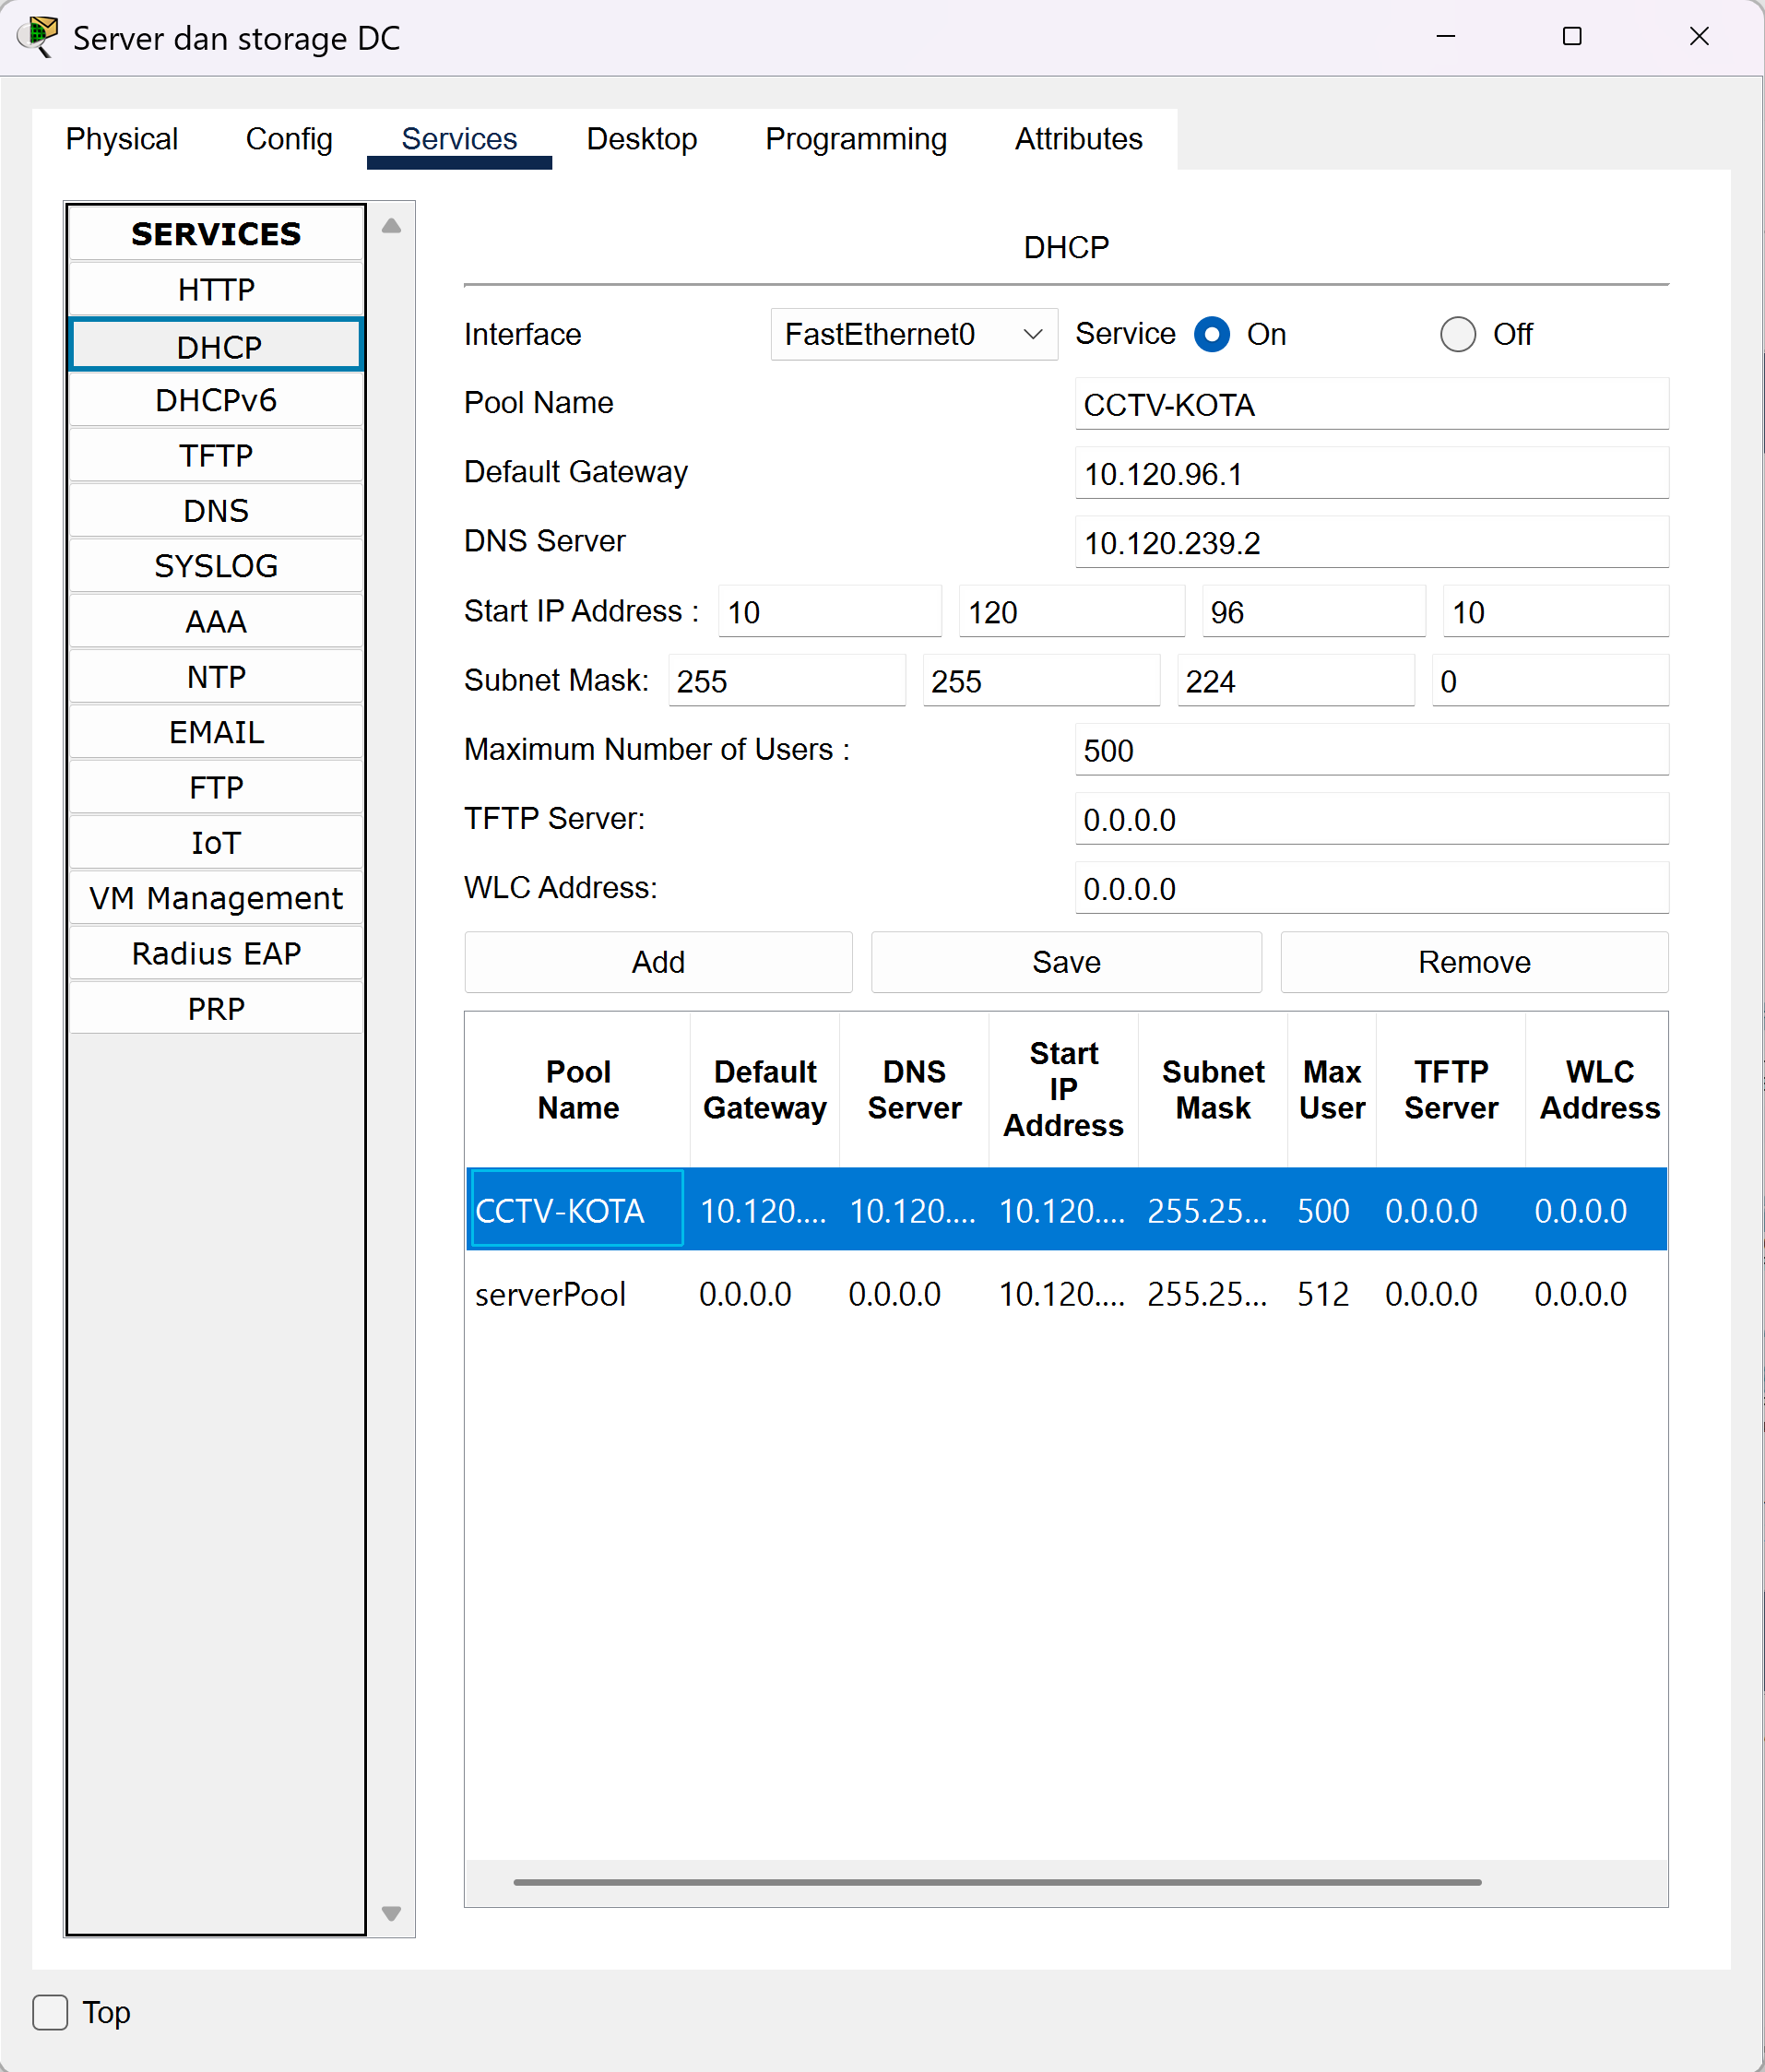 Server dan storage DC
Physical Config Services Desktop Programming Attributes
SERVICES
HTTP
DHCP
DHCPv6
TFTP
DNS
SYSLOG
AAA
NTP
EMAIL
FTP
IoT
VM Management
Radius EAP
PRP
DHCP
Interface FastEthernet0 Service On Off
Pool Name CCTV-KOTA
Default Gateway 10.120.96.1
DNS Server 10.120.239.2
Start IP Address : 10 120 96 10
Subnet Mask: 255 255 224 0
Maximum Number of Users : 500
TFTP Server: 0.0.0.0
WLC Address: 0.0.0.0
Add Save Remove
Pool Name Default Gateway DNS Server Start IP Address Subnet Mask Max User TFTP Server WLC Address
CCTV-KOTA 10.120.... 10.120.... 10.120.... 255.25... 500 0.0.0.0 0.0.0.0
serverPool 0.0.0.0 0.0.0.0 10.120.... 255.25... 512 0.0.0.0 0.0.0.0
Top